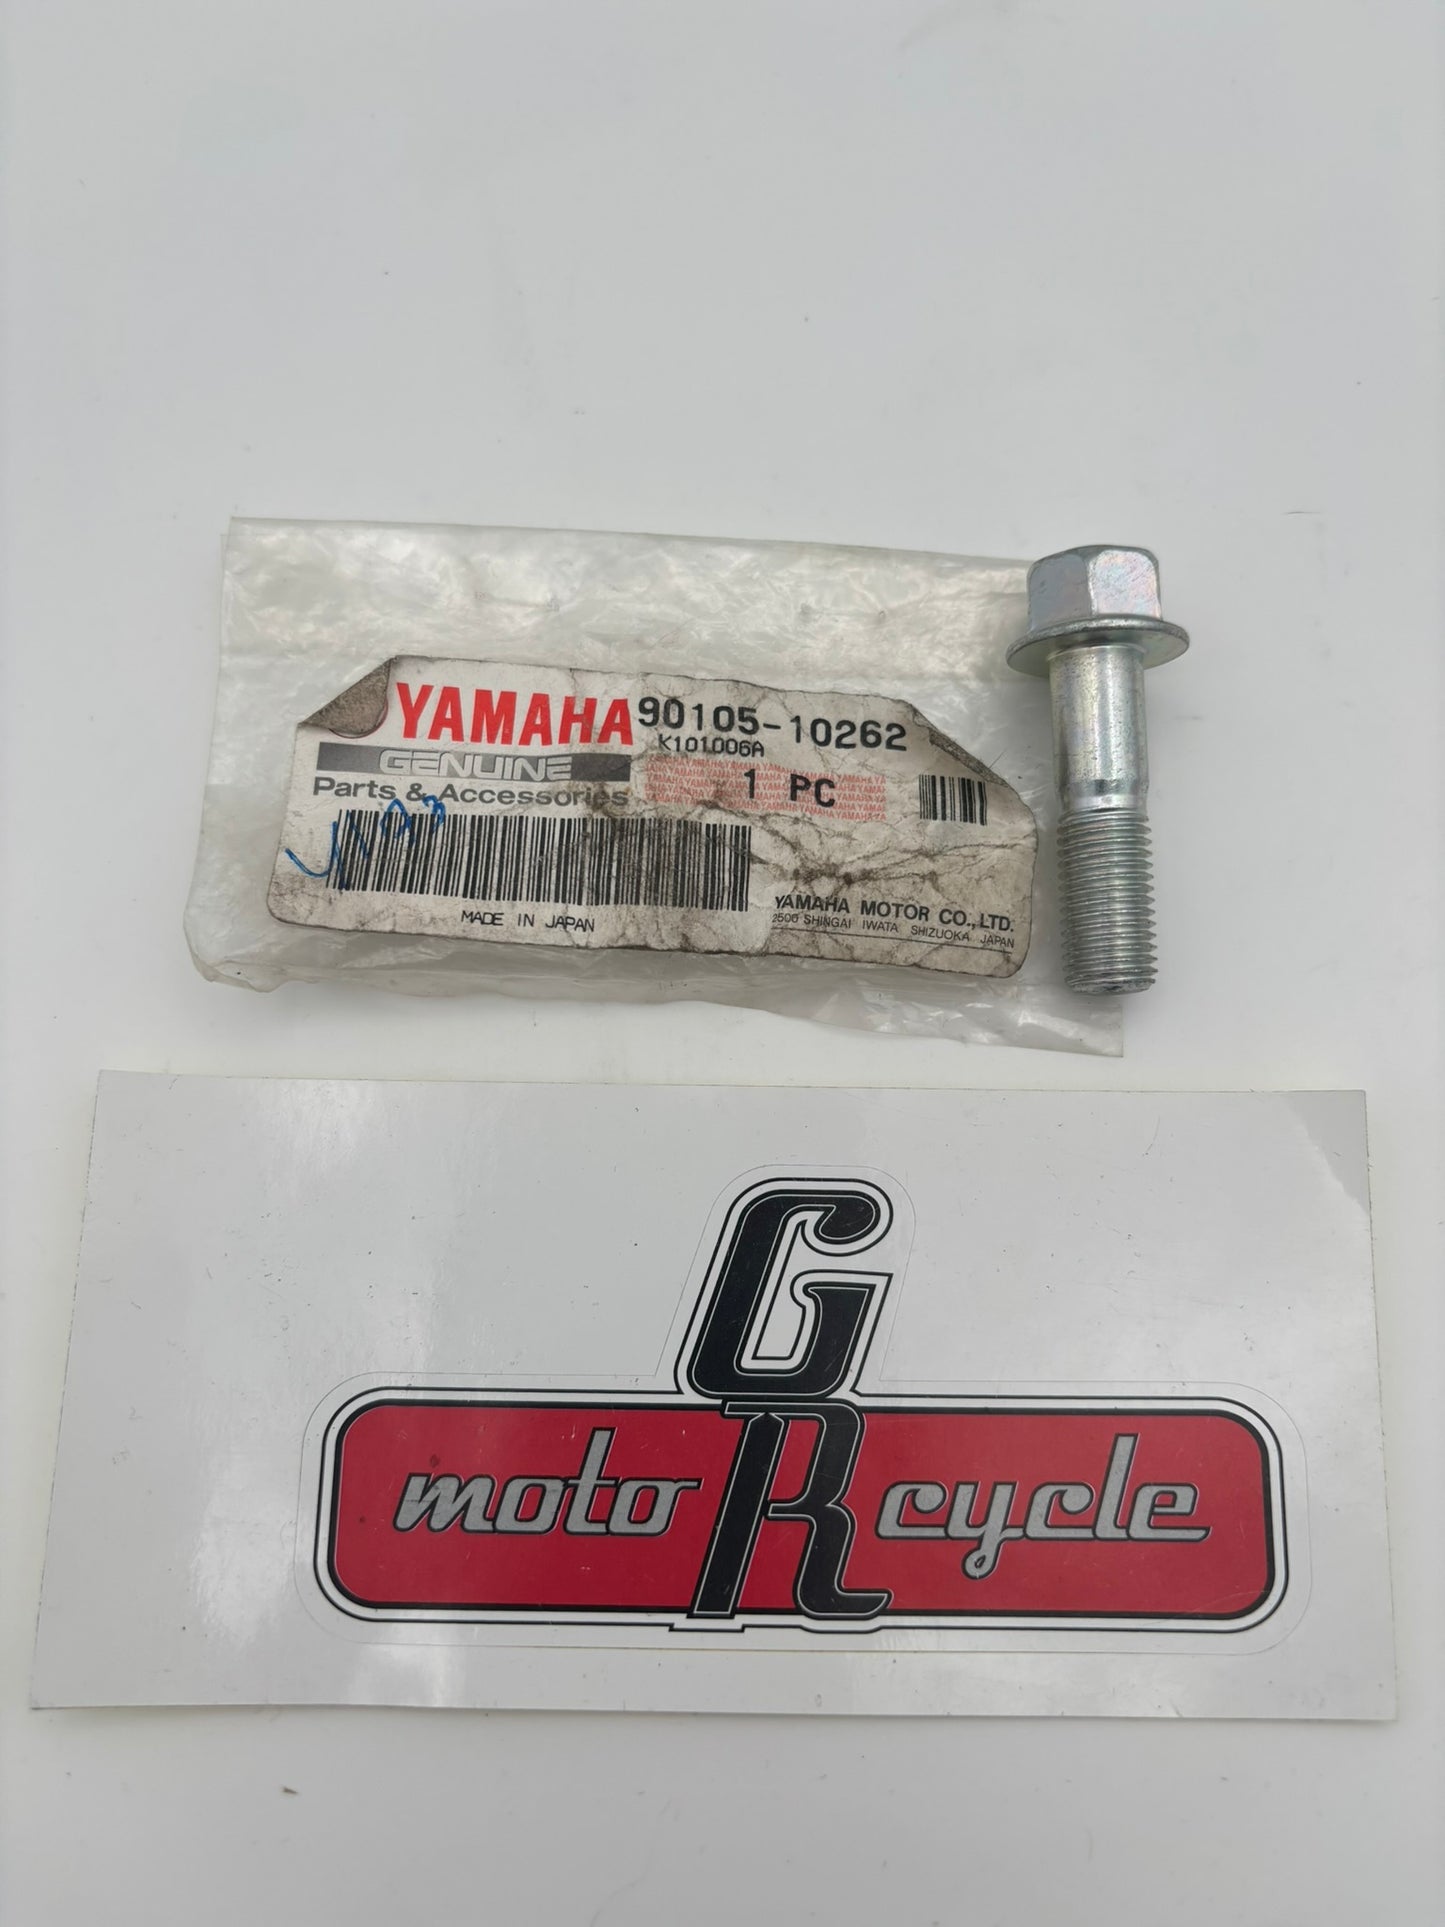 YAMAHA 90105-10262
K101006A
GENUINE
1 PC
Parts & Accessories
MADE IN JAPAN
YAMAHA MOTOR CO., LTD.
2500 SHINGAI IWATA SHIZUOKA JAPAN
GR
moto cycle